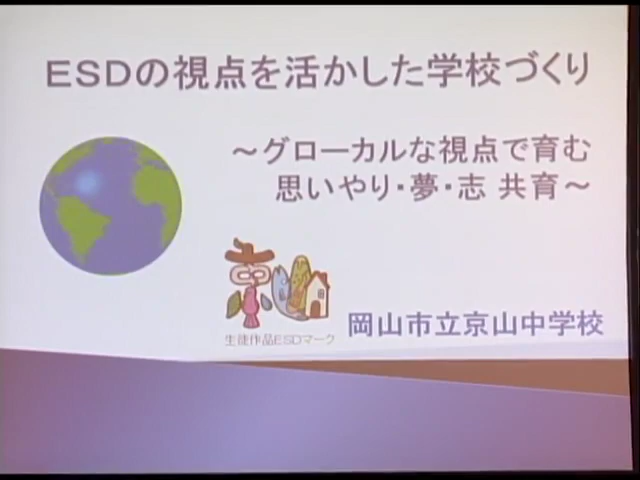 ESDの視点を活かした学校づくり
～グローカルな視点で育む
思いやり・夢・志 共育～
生徒作品ESDマーク
岡山市立京山中学校